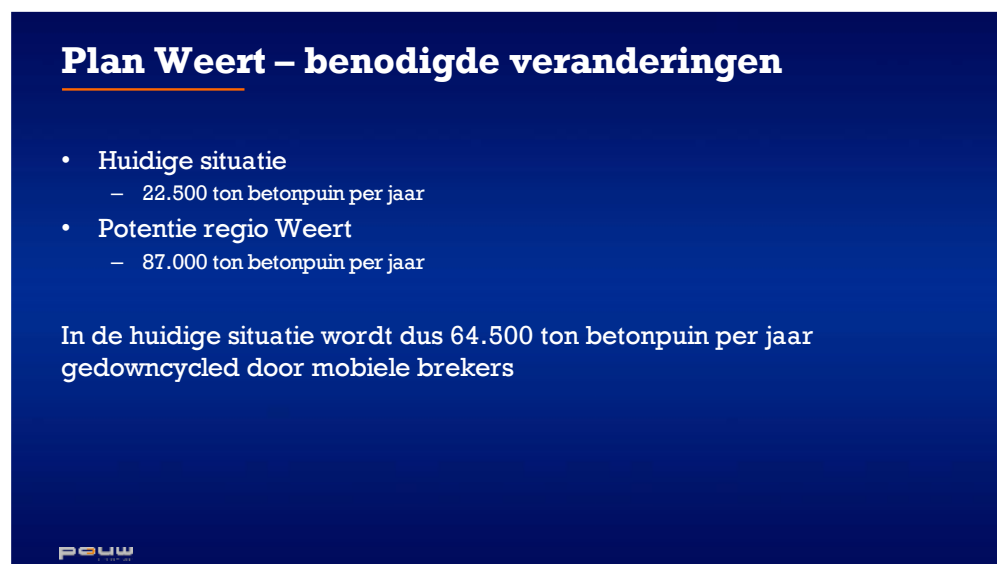 Plan Weert – benodigde veranderingen
• Huidige situatie
– 22.500 ton betonpuin per jaar
• Potentie regio Weert
– 87.000 ton betonpuin per jaar
In de huidige situatie wordt dus 64.500 ton betonpuin per jaar
gedowncycled door mobiele brekers
pauw